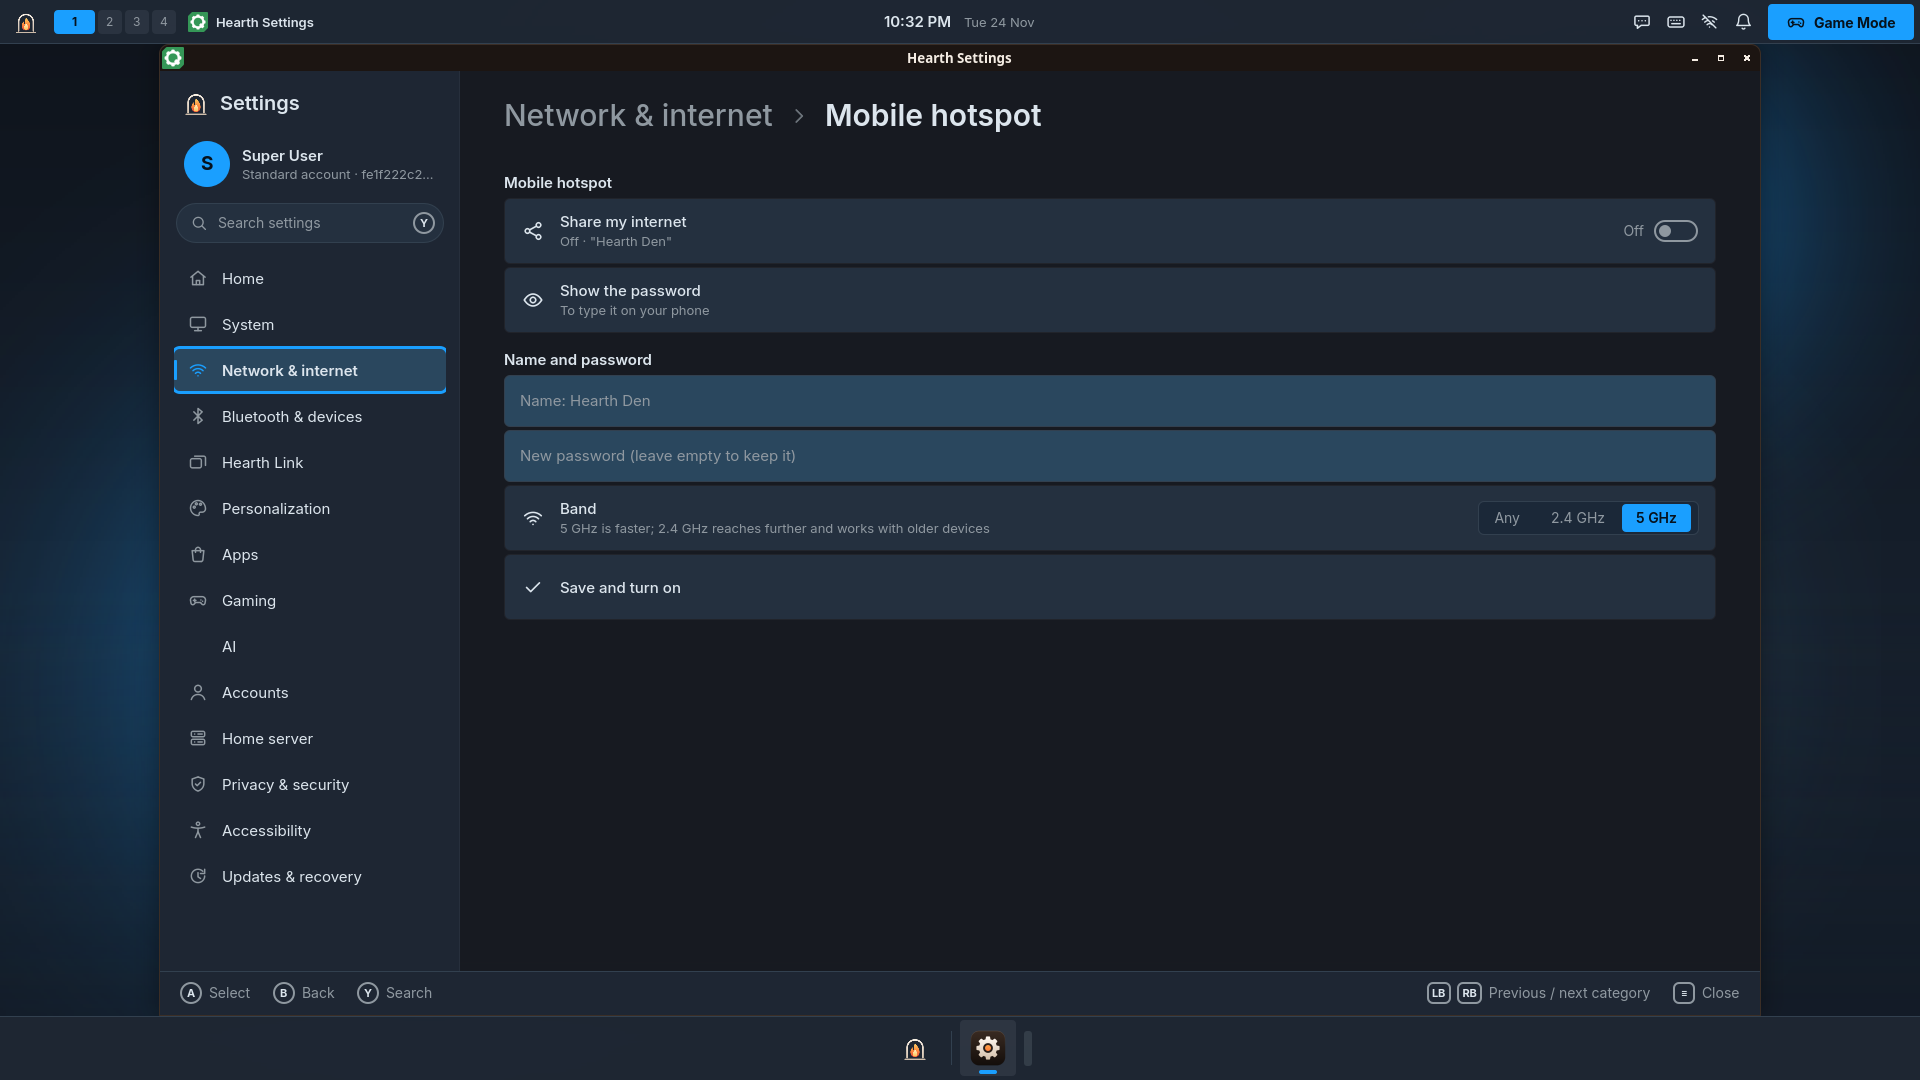 1 2 3 4 Hearth Settings 10:32 PM Tue 24 Nov Game Mode
Hearth Settings
Settings
S
Super User
Standard account · fe1f222c2...
Search settings Y
Home
System
Network & internet
Bluetooth & devices
Hearth Link
Personalization
Apps
Gaming
AI
Accounts
Home server
Privacy & security
Accessibility
Updates & recovery
Network & internet > Mobile hotspot
Mobile hotspot
Share my internet
Off · "Hearth Den"
Off
Show the password
To type it on your phone
Name and password
Name: Hearth Den
New password (leave empty to keep it)
Band
5 GHz is faster; 2.4 GHz reaches further and works with older devices
Any 2.4 GHz 5 GHz
Save and turn on
A Select B Back Y Search LB RB Previous / next category ≡ Close